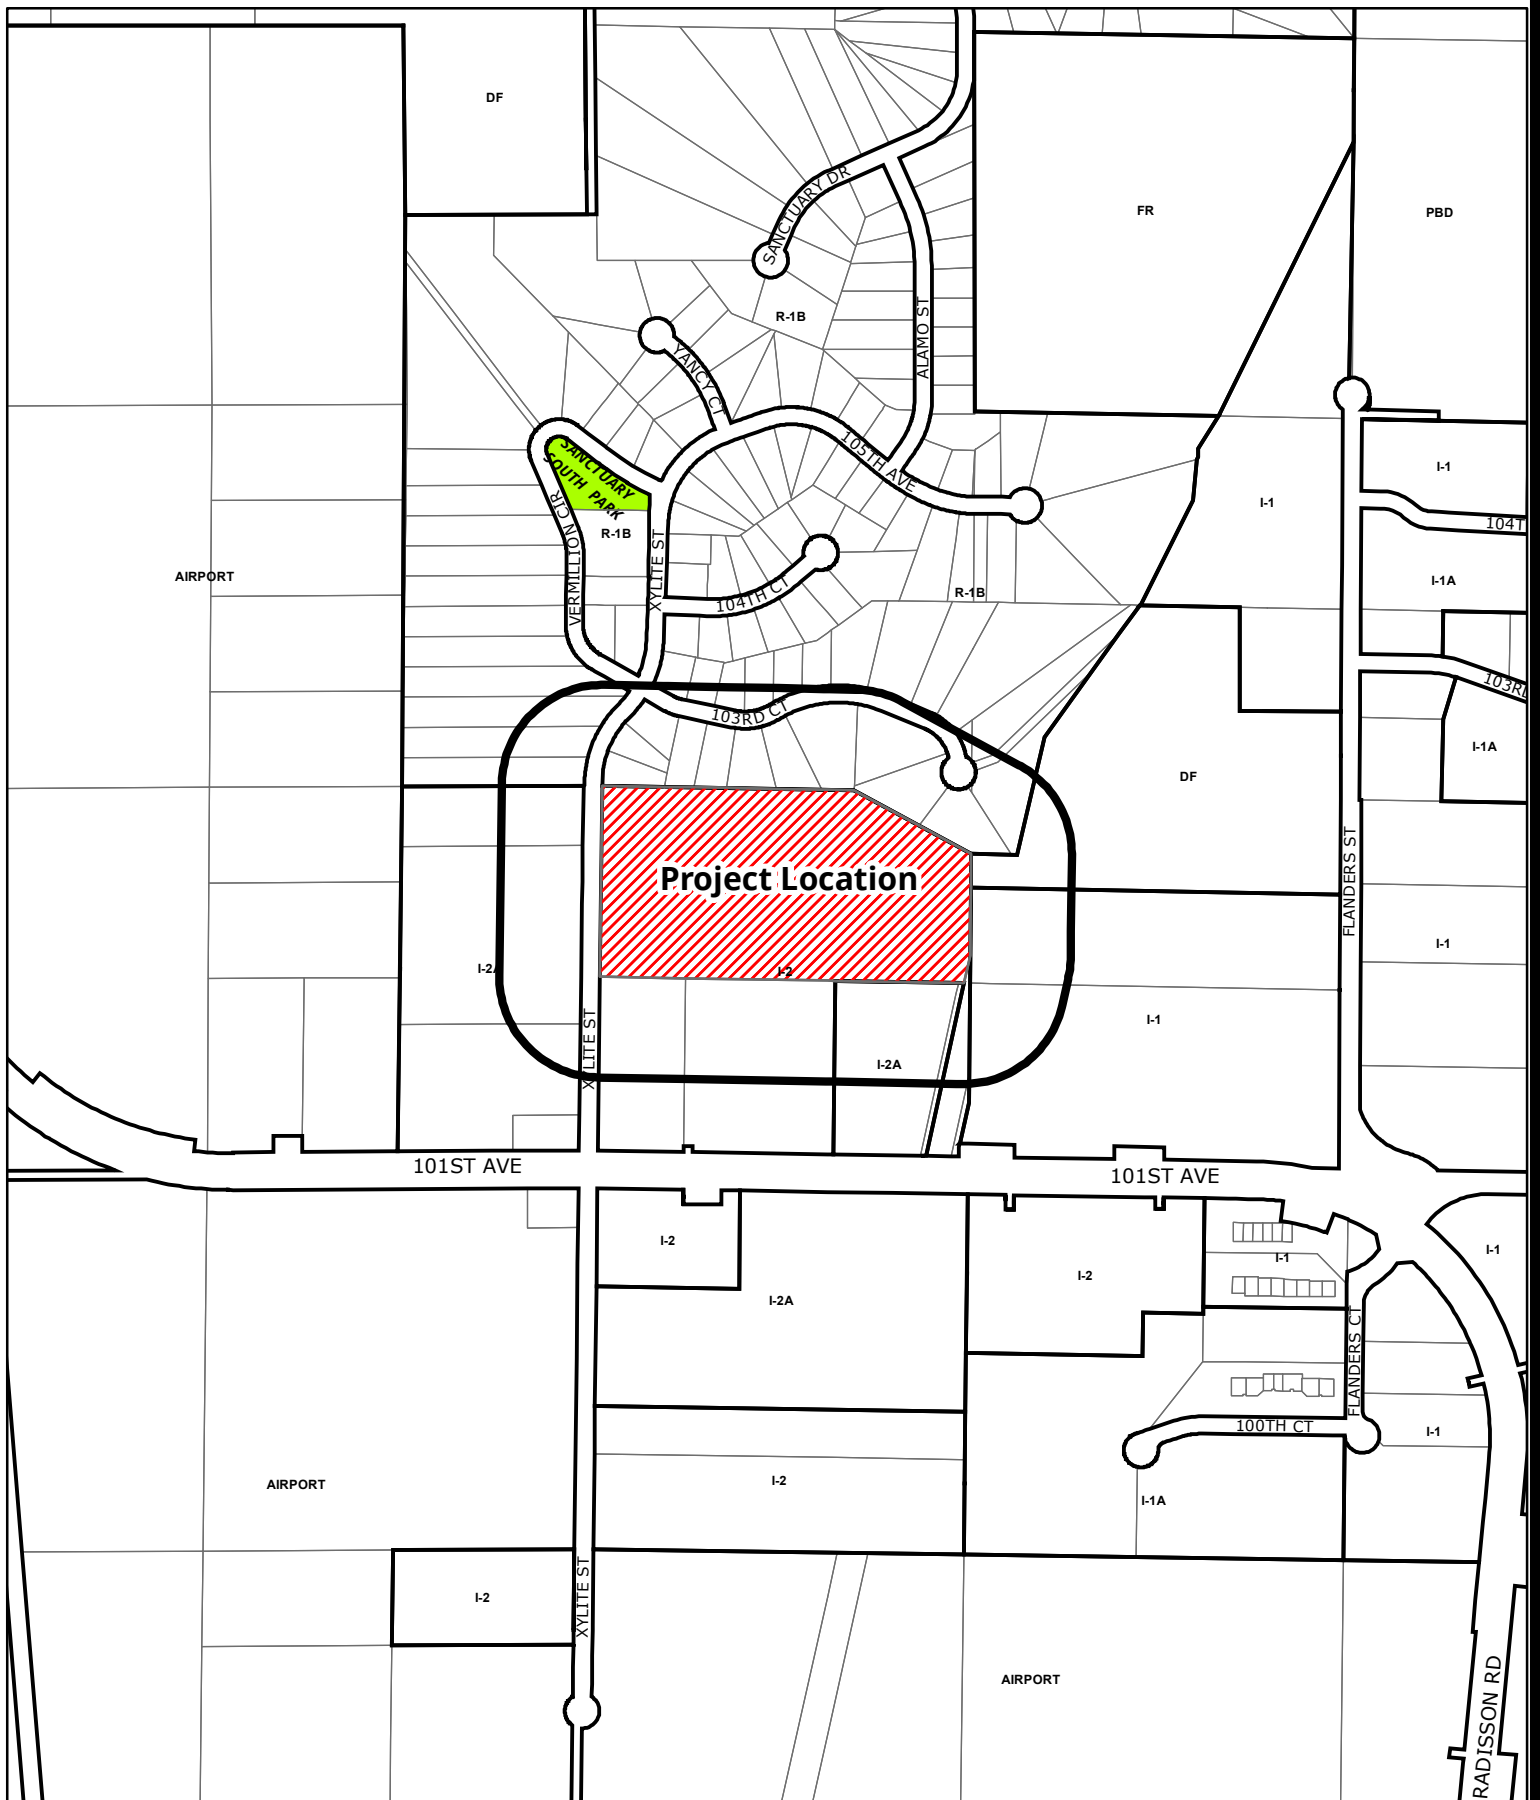 DF
SANCTUARY DR
FR
PBD
R-1B
ALAMO ST
YANCY CT
105TH AVE
SANCTUARY
SOUTH PARK
I-1
I-1
104T
VERMILLION CIR
R-1B
XYLITE ST
AIRPORT
104TH CT
R-1B
I-1A
103RD
103RD CT
I-1A
DF
Project Location
FLANDERS ST
I-1
I-2A
I-2
I-1
XYLITE ST
I-2A
101ST AVE
101ST AVE
I-2
I-1
I-1
I-2
I-2A
FLANDERS CT
100TH CT
I-1
AIRPORT
I-2
I-1A
XYLITE ST
I-2
AIRPORT
RADISSON RD